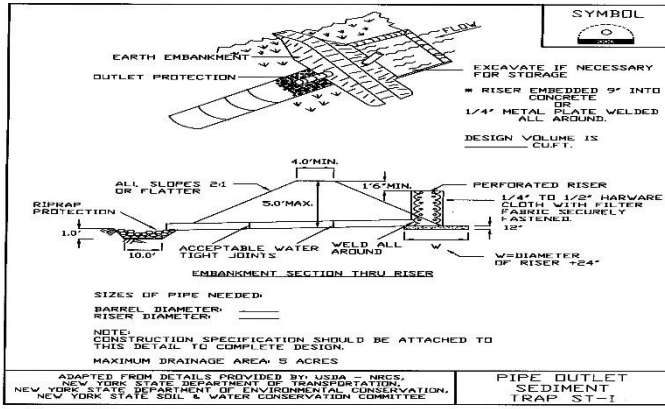 SYMBOL
FLOW
EARTH EMBANKMENT
OUTLET PROTECTION
EXCAVATE IF NECESSARY
FOR STORAGE
* RISER EMBEDDED 9" INTO
CONCRETE
OR
1/4" METAL PLATE WELDED
ALL AROUND.
DESIGN VOLUME IS
______ CU.FT.
4.0'MIN.
ALL SLOPES 2:1
OR FLATTER
5.0'MAX.
1'6"MIN.
PERFORATED RISER
1/4" TO 1/2" HARWARE
CLOTH WITH FILTER
FABRIC SECURELY
FASTENED.
RIPRAP
PROTECTION
1.0'
10.0'
ACCEPTABLE WATER
TIGHT JOINTS
WELD ALL
AROUND
12"
W
W=DIAMETER
OF RISER +24"
EMBANKMENT SECTION THRU RISER
SIZES OF PIPE NEEDED:
BARREL DIAMETER: ______
RISER DIAMETER: ______
NOTE:
CONSTRUCTION SPECIFICATION SHOULD BE ATTACHED TO
THIS DETAIL TO COMPLETE DESIGN.
MAXIMUM DRAINAGE AREA: 5 ACRES
ADAPTED FROM DETAILS PROVIDED BY: USDA - NRCS,
NEW YORK STATE DEPARTMENT OF TRANSPORTATION,
NEW YORK STATE DEPARTMENT OF ENVIRONMENTAL CONSERVATION,
NEW YORK STATE SOIL & WATER CONSERVATION COMMITTEE
PIPE OUTLET
SEDIMENT
TRAP ST-I